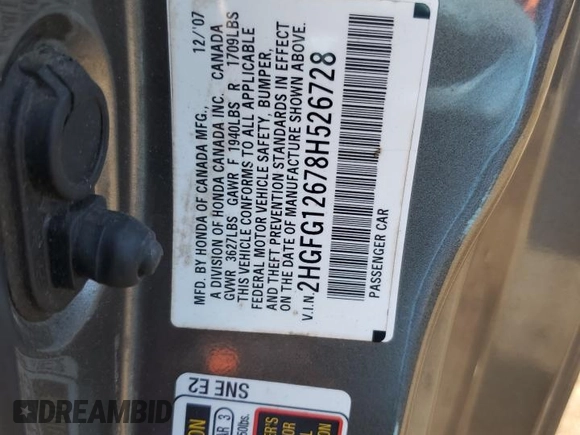 MFD. BY HONDA OF CANADA MFG., 12/'07
A DIVISION OF HONDA CANADA INC. CANADA
GVWR 3627LBS GAWR F 1940LBS R 1709LBS
THIS VEHICLE CONFORMS TO ALL APPLICABLE
FEDERAL MOTOR VEHICLE SAFETY, BUMPER,
AND THEFT PREVENTION STANDARDS IN EFFECT
ON THE DATE OF MANUFACTURE SHOWN ABOVE.
V.I.N. 2HGFG12678H526728
PASSENGER CAR
SNE E2
DREAMBID